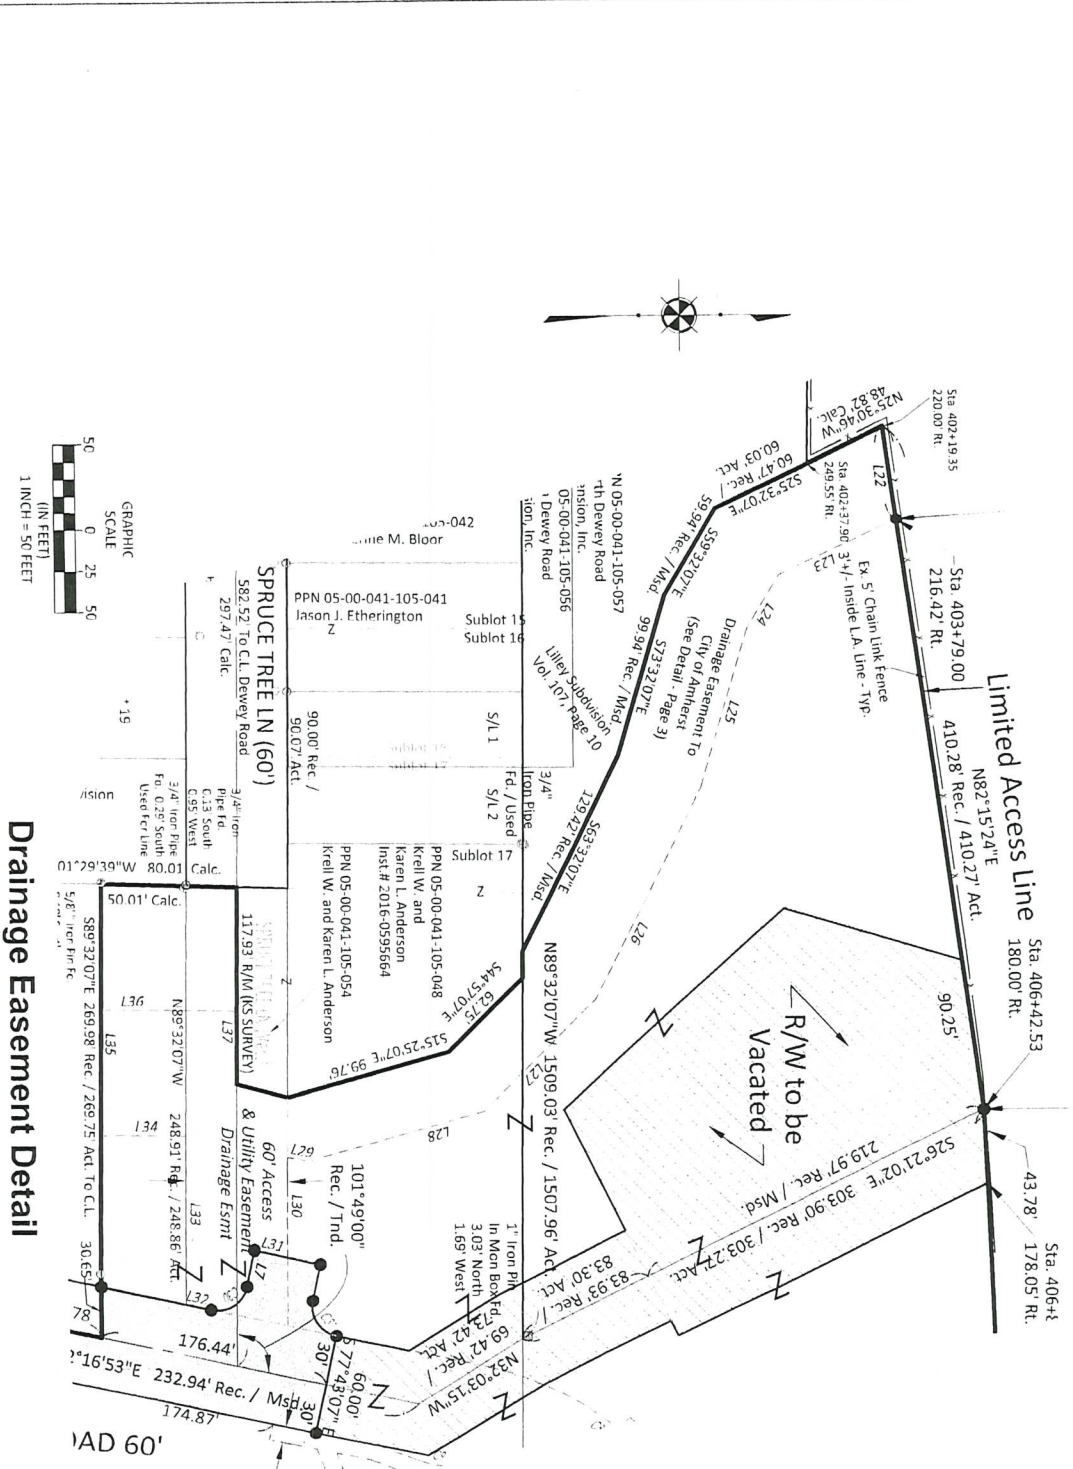 Limited Access Line
N82°15'24"E
410.28' Rec. / 410.27' Act.
Sta. 402+19.35
220.00' Rt.
N25°30'46"W
48.82' Calc.
Sta. 402+37.90
249.55' Rt.
3'+/- Inside L.A. Line - Typ.
Ex. 5' Chain Link Fence
Sta. 403+79.00
216.42' Rt.
Sta. 406+42.53
180.00' Rt.
90.25'
43.78'
178.05' Rt.
L22
L23
L24
L25
L26
L27
L28
S25°32'07"E
60.47' Rec. /
60.03' Act.
S59°32'07"E
59.94' Rec. / Msd.
S73°32'07"E
99.94' Rec. / Msd.
S63°32'07"E
129.42' Rec. / Msd.
S44°57'07"E
62.75'
S15°25'07"E 99.76'
Drainage Easement To
City of Amherst
(See Detail - Page 3)
R/W to be
Vacated
S26°21'02"E 303.90' Rec. / 303.27' Act.
219.97' Rec. / Msd.
83.93' Rec. /
83.30' Act.
N32°03'15"W
69.42' Rec. /
73.42' Act.
N89°32'07"W 1509.03' Rec. / 1507.96' Act.
1" Iron Pin
In Mon Box Fd.
3.03' North
1.69' West
Lilley Subdivision
Vol. 107, Page 10
05-00-041-105-057
Dewey Road
05-00-041-105-056
Dewey Road
Sublot 15
Sublot 16
Sublot 17
S/L 1
S/L 2
3/4"
Iron Pipe
Fd. / Used
PPN 05-00-041-105-041
Jason J. Etherington
Z
M. Bloor
PPN 05-00-041-105-048
Krell W. and
Karen L. Anderson
Inst.# 2016-0595664
PPN 05-00-041-105-054
Krell W. and Karen L. Anderson
SPRUCE TREE LN (60')
582.52' To C.L. Dewey Road
297.47' Calc.
90.00' Rec. /
90.07' Act.
3/4" Iron
Pipe Fd.
0.13' South
0.95' West
3/4" Iron Pipe
Fd. 0.29' South
Used For Line
01°29'39"W 80.01 Calc.
50.01' Calc.
117.93' R/M (KS SURVEY)
L37
L36
L35
L34
L33
L32
L31
L30
L29
L7
N89°32'07"W 248.91' Rec. / 248.86' Act.
S89°32'07"E 269.98' Rec. / 269.75' Act. To C.L.
30.65'
60' Access
& Utility Easement
Drainage Esmt
101°49'00"
Rec. / Tnd.
S 77°43'07" E
60.00'
30'
30'
176.44'
°16'53"E 232.94' Rec. / Msd.
174.87'
78
60'
GRAPHIC
SCALE
50 0 25 50
(IN FEET)
1 INCH = 50 FEET
Drainage Easement Detail